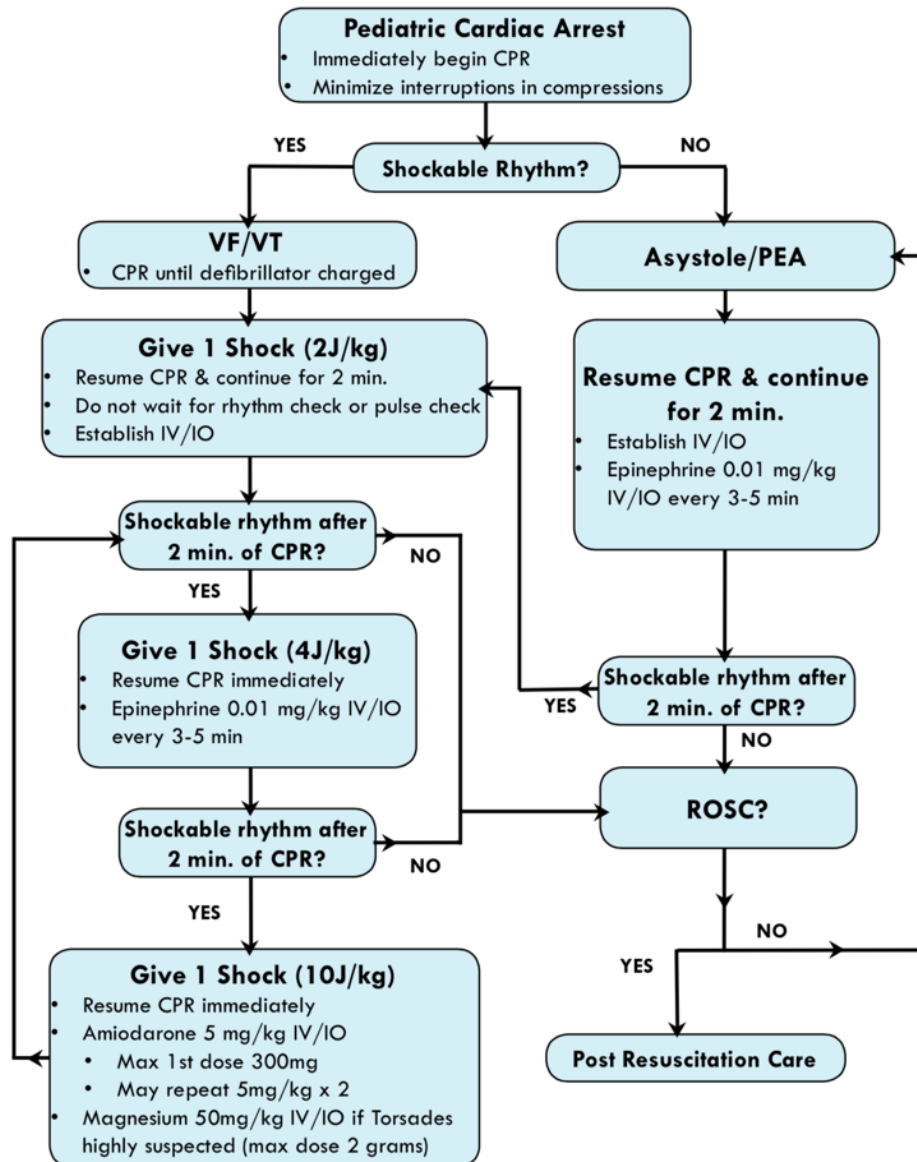 Pediatric Cardiac Arrest
• Immediately begin CPR
• Minimize interruptions in compressions
YES
NO
Shockable Rhythm?
VF/VT
• CPR until defibrillator charged
Asystole/PEA
Give 1 Shock (2J/kg)
• Resume CPR & continue for 2 min.
• Do not wait for rhythm check or pulse check
• Establish IV/IO
Resume CPR & continue
for 2 min.
• Establish IV/IO
• Epinephrine 0.01 mg/kg
IV/IO every 3-5 min
Shockable rhythm after
2 min. of CPR?
NO
YES
Give 1 Shock (4J/kg)
• Resume CPR immediately
• Epinephrine 0.01 mg/kg IV/IO
every 3-5 min
Shockable rhythm after
2 min. of CPR?
YES
NO
Shockable rhythm after
2 min. of CPR?
NO
YES
ROSC?
NO
YES
Give 1 Shock (10J/kg)
• Resume CPR immediately
• Amiodarone 5 mg/kg IV/IO
• Max 1st dose 300mg
• May repeat 5mg/kg x 2
• Magnesium 50mg/kg IV/IO if Torsades
highly suspected (max dose 2 grams)
Post Resuscitation Care